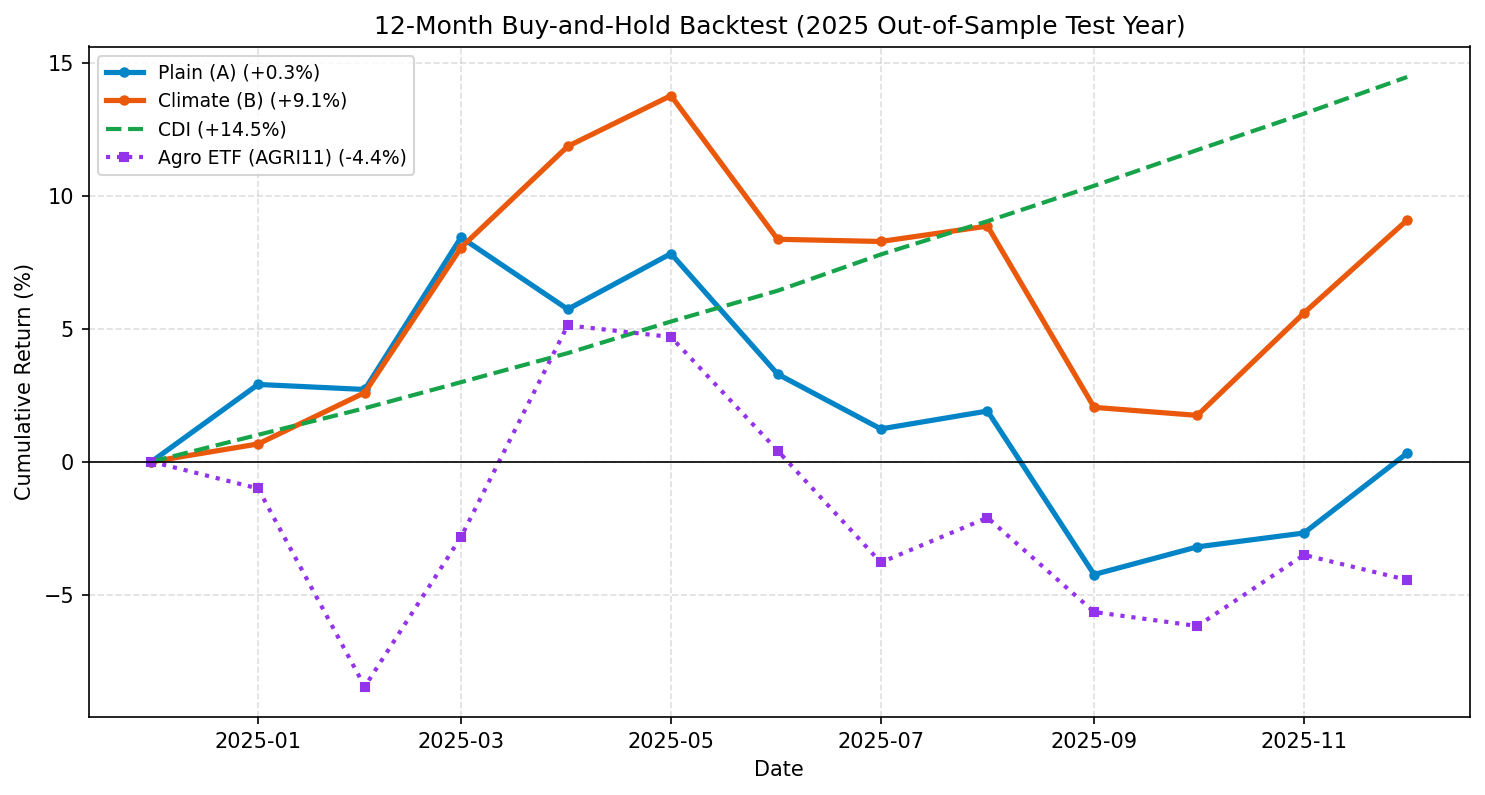 12-Month Buy-and-Hold Backtest (2025 Out-of-Sample Test Year)
Plain (A) (+0.3%)
Climate (B) (+9.1%)
CDI (+14.5%)
Agro ETF (AGRI11) (-4.4%)
Cumulative Return (%)
15
10
5
0
−5
2025-01 2025-03 2025-05 2025-07 2025-09 2025-11
Date